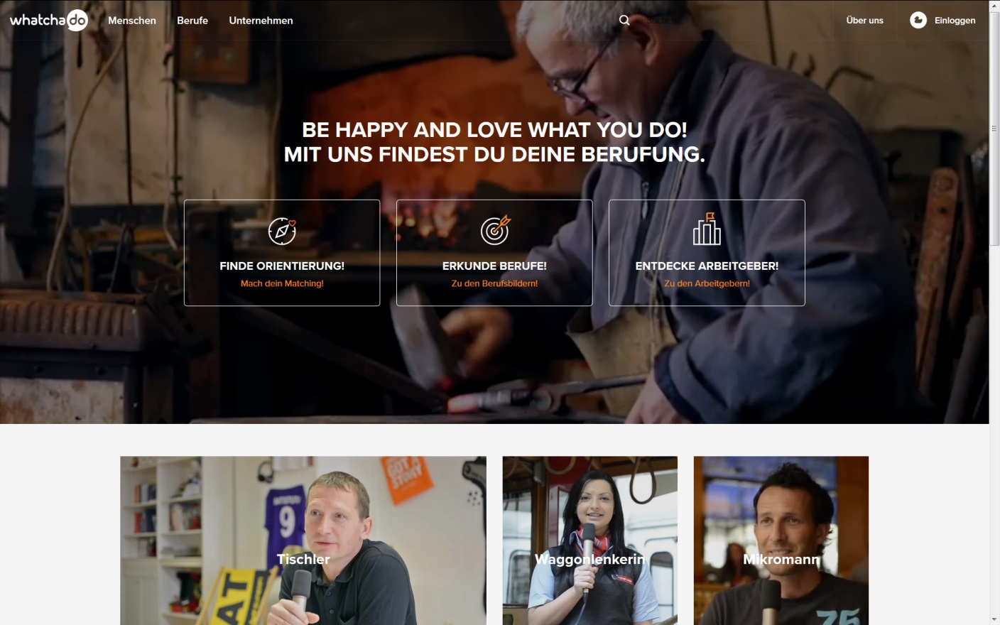 whatchado
Menschen
Berufe
Unternehmen
Über uns
Einloggen
BE HAPPY AND LOVE WHAT YOU DO!
MIT UNS FINDEST DU DEINE BERUFUNG.
FINDE ORIENTIERUNG!
Mach dein Matching!
ERKUNDE BERUFE!
Zu den Berufsbildern!
ENTDECKE ARBEITGEBER!
Zu den Arbeitgebern!
GOT A
STORY
9
AT
Tischler
Waggonlenkerin
Mikromann
75